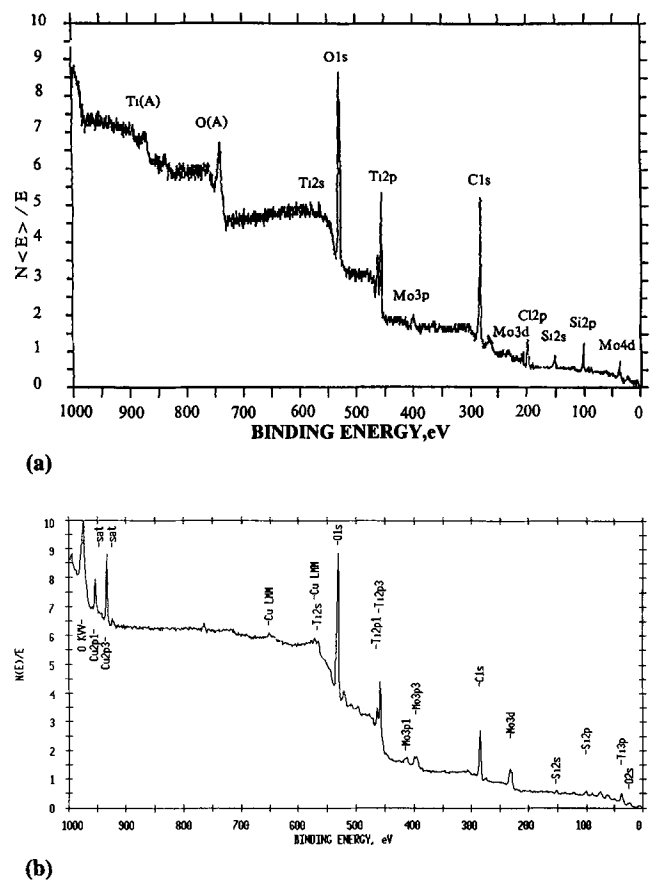 10
9
8
7
6
5
4
3
2
1
0
N<E>/E
Ti(A)
O(A)
O1s
Ti2s
Ti2p
Mo3p
C1s
Mo3d
Cl2p
Si2s
Si2p
Mo4d
1000 900 800 700 600 500 400 300 200 100 0
BINDING ENERGY,eV
(a)
10
9
8
7
6
5
4
3
2
1
0
N(E)/E
O KVV-
Cu2p1-
-sat
Cu2p3-
-sat
-Cu LMM
-Ti2s
-Cu LMM
-O1s
-Ti2p1
-Ti2p3
-Mo3p1
-Mo3p3
-C1s
-Mo3d
-Si2s
-Si2p
-Ti3p
-O2s
1000 900 800 700 600 500 400 300 200 100 0
BINDING ENERGY, eV
(b)